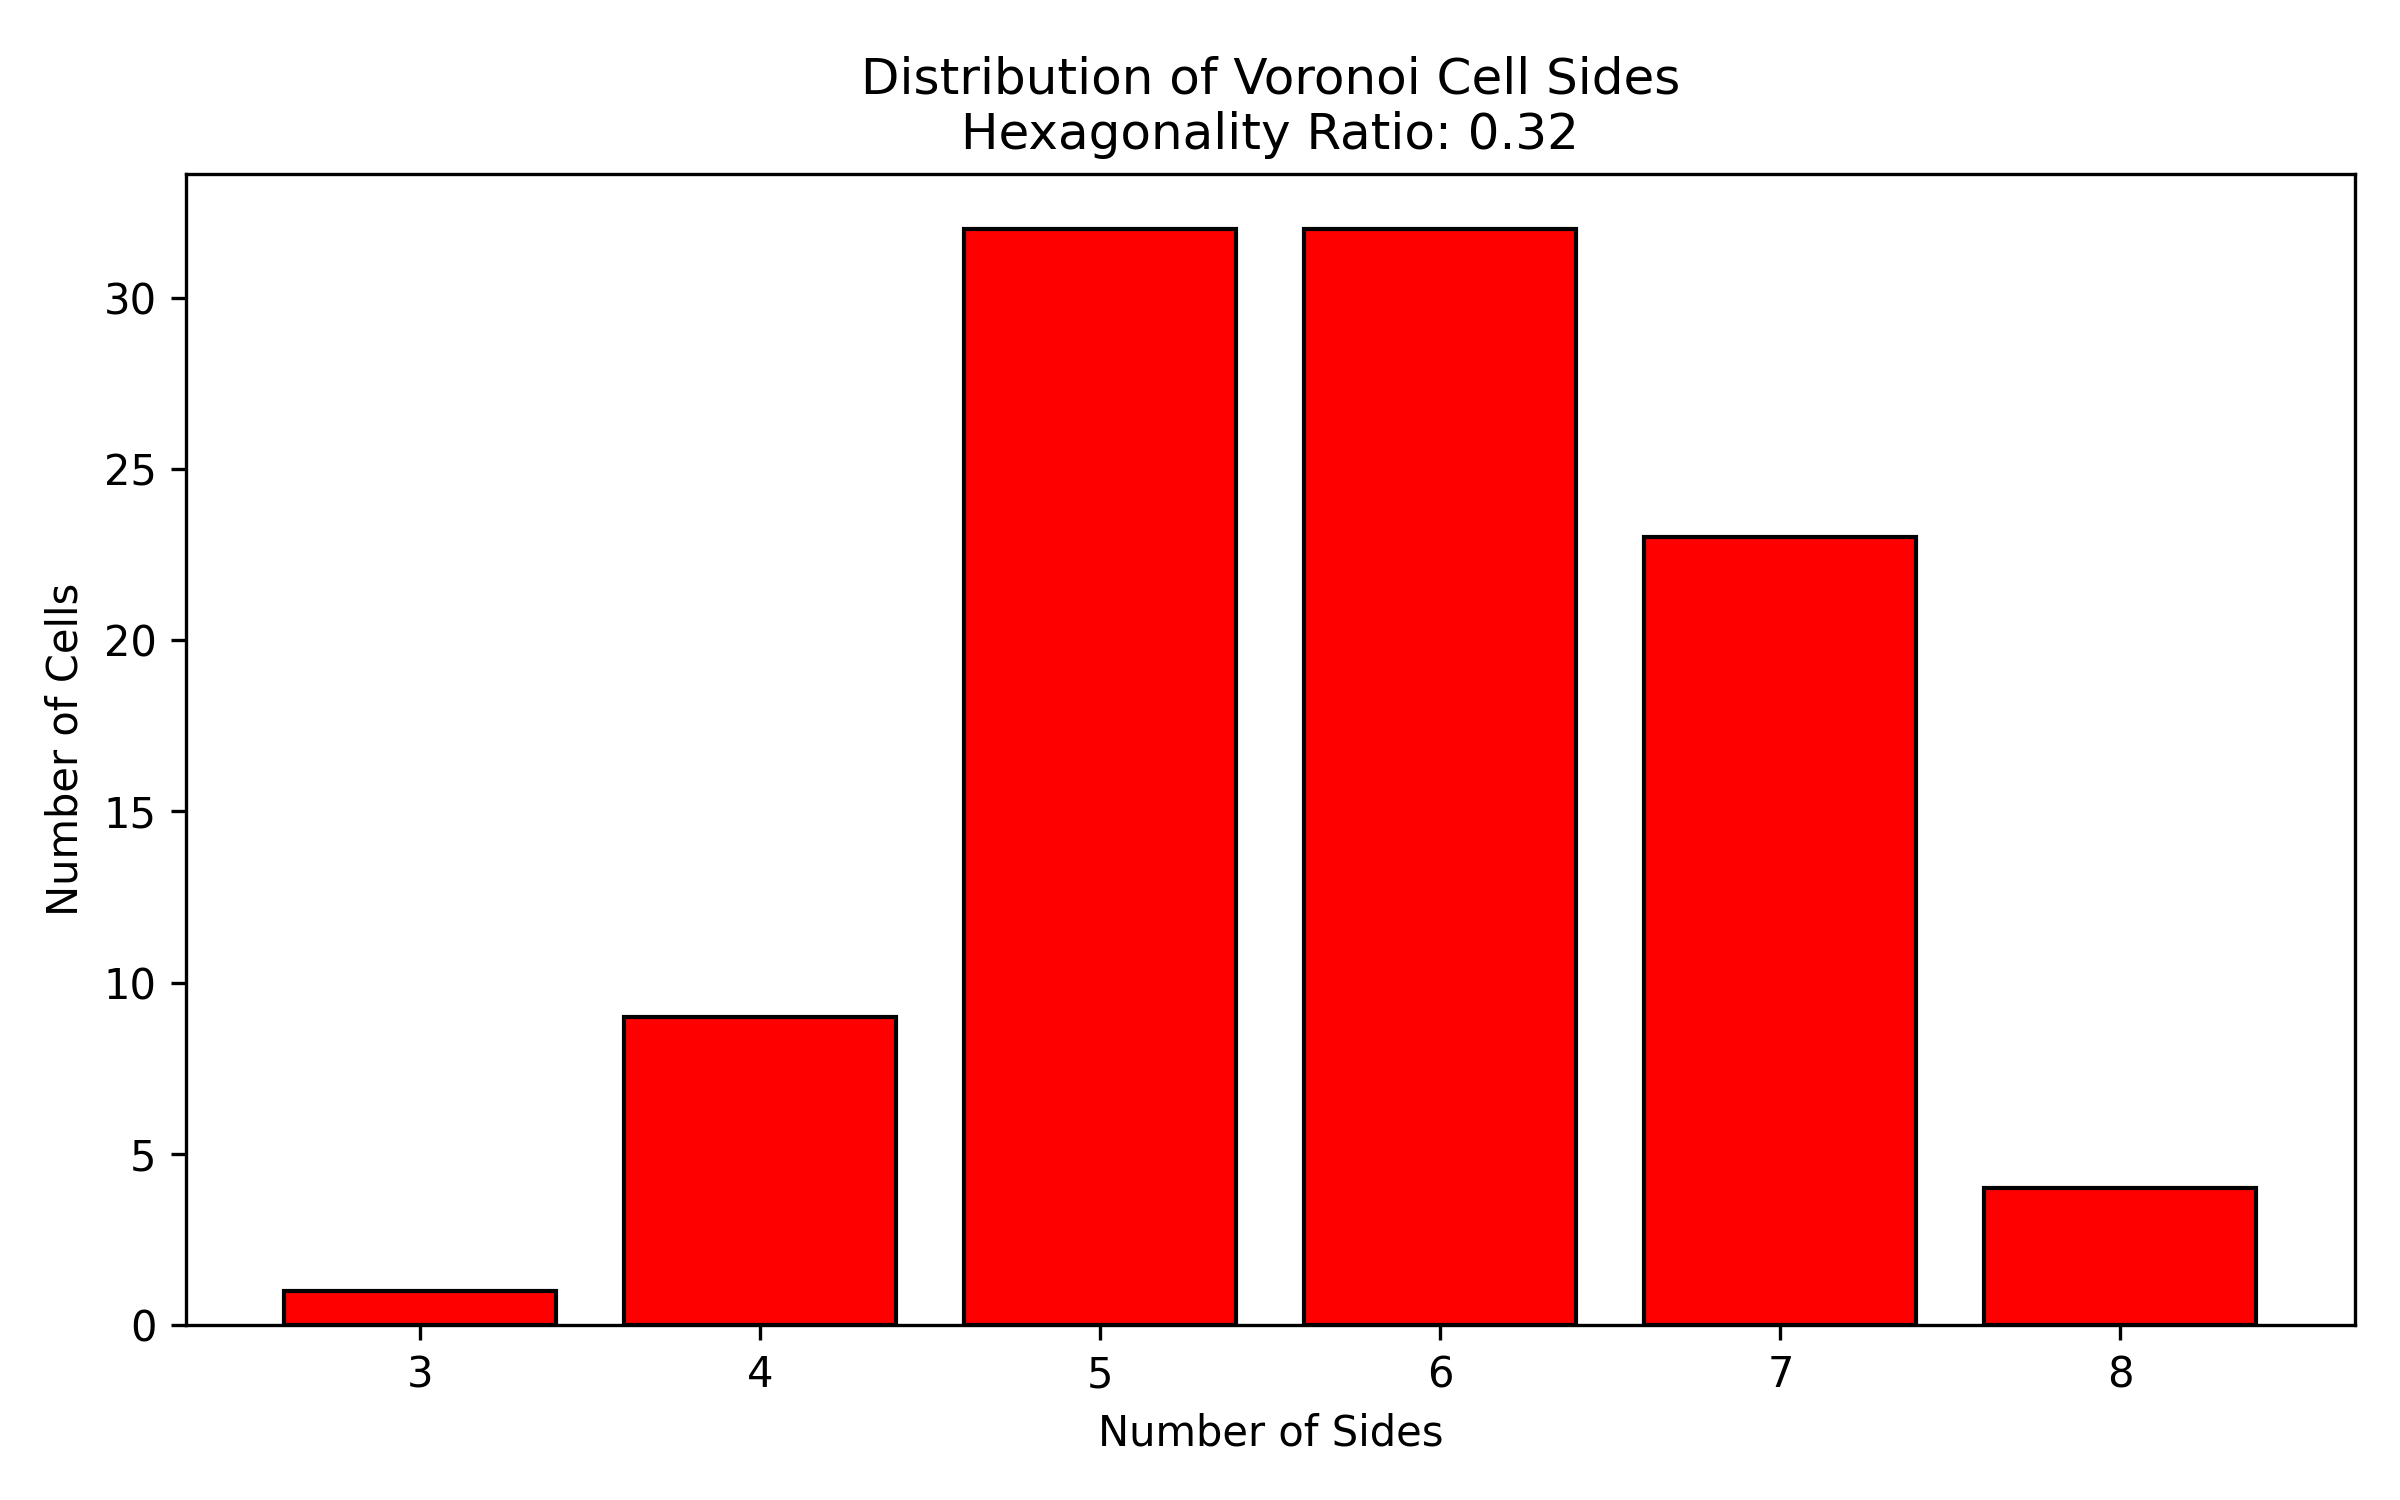 Distribution of Voronoi Cell Sides
Hexagonality Ratio: 0.32
30
25
20
15
10
5
0
Number of Cells
3 4 5 6 7 8
Number of Sides